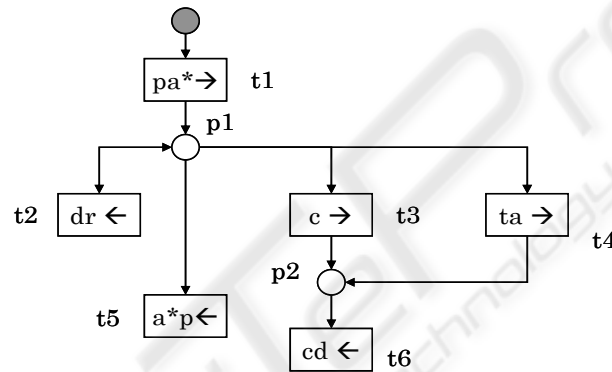 pa*→ t1
p1
t2 dr ← c → t3 ta → t4
p2
t5 a*p← cd ← t6